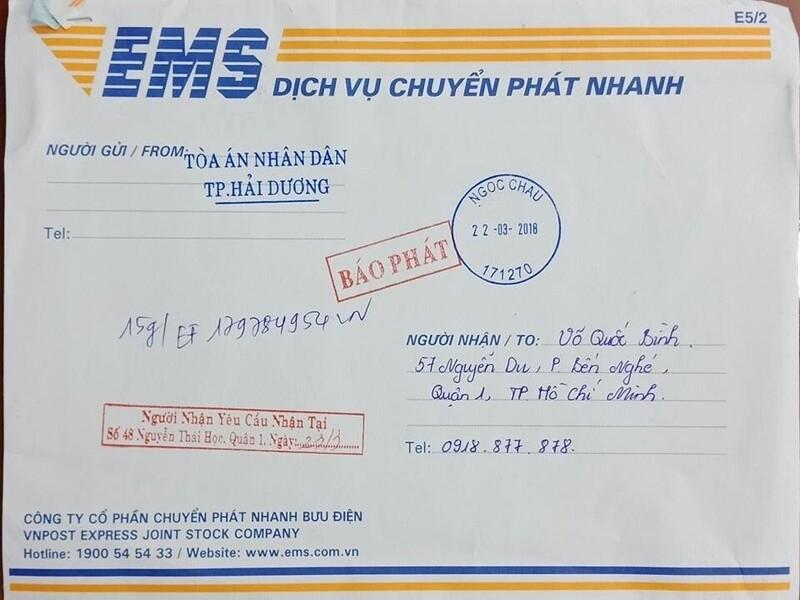 E5/2
EMS DỊCH VỤ CHUYỂN PHÁT NHANH
NGƯỜI GỬI / FROM: TÒA ÁN NHÂN DÂN
TP.HẢI DƯƠNG
Tel:
NGOC CHAU
22-03-2018
171270
BÁO PHÁT
15g/ EF 179784954 VN
NGƯỜI NHẬN / TO: Võ Quốc Bình.
57 Nguyễn Du, P. Bến Nghé,
Quận 1, TP. Hồ Chí Minh.
Tel: 0918.877.878.
Người Nhận Yêu Cầu Nhận Tại
Số 48 Nguyễn Thái Học, Quận 1. Ngày:
CÔNG TY CỔ PHẦN CHUYỂN PHÁT NHANH BƯU ĐIỆN
VNPOST EXPRESS JOINT STOCK COMPANY
Hotline: 1900 54 54 33 / Website: www.ems.com.vn